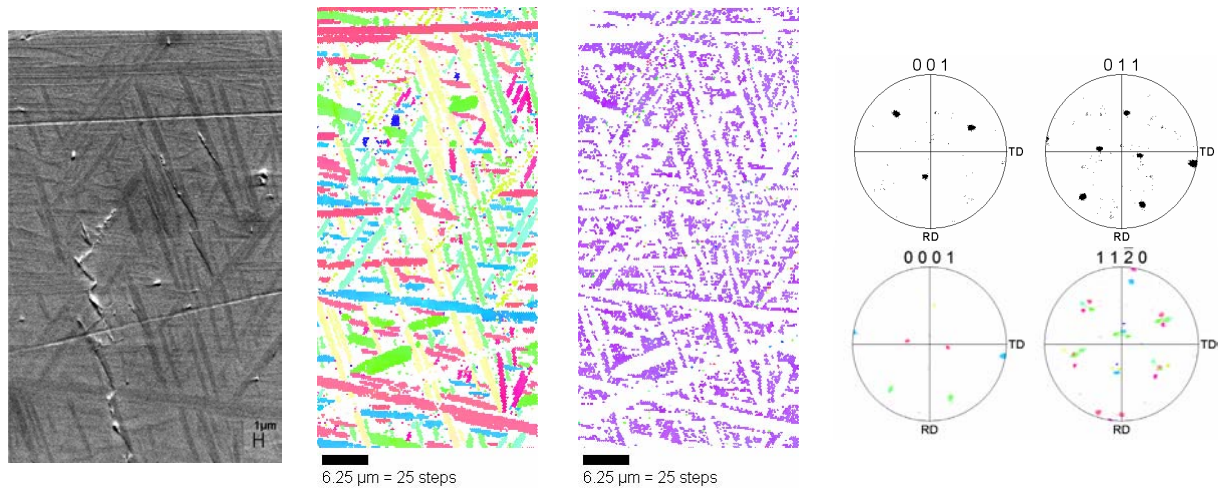 1µm
6.25 µm = 25 steps
6.25 µm = 25 steps
0 0 1
TD
RD
0 1 1
TD
RD
0 0 0 1
TD
RD
1 1 2̄ 0
TD
RD